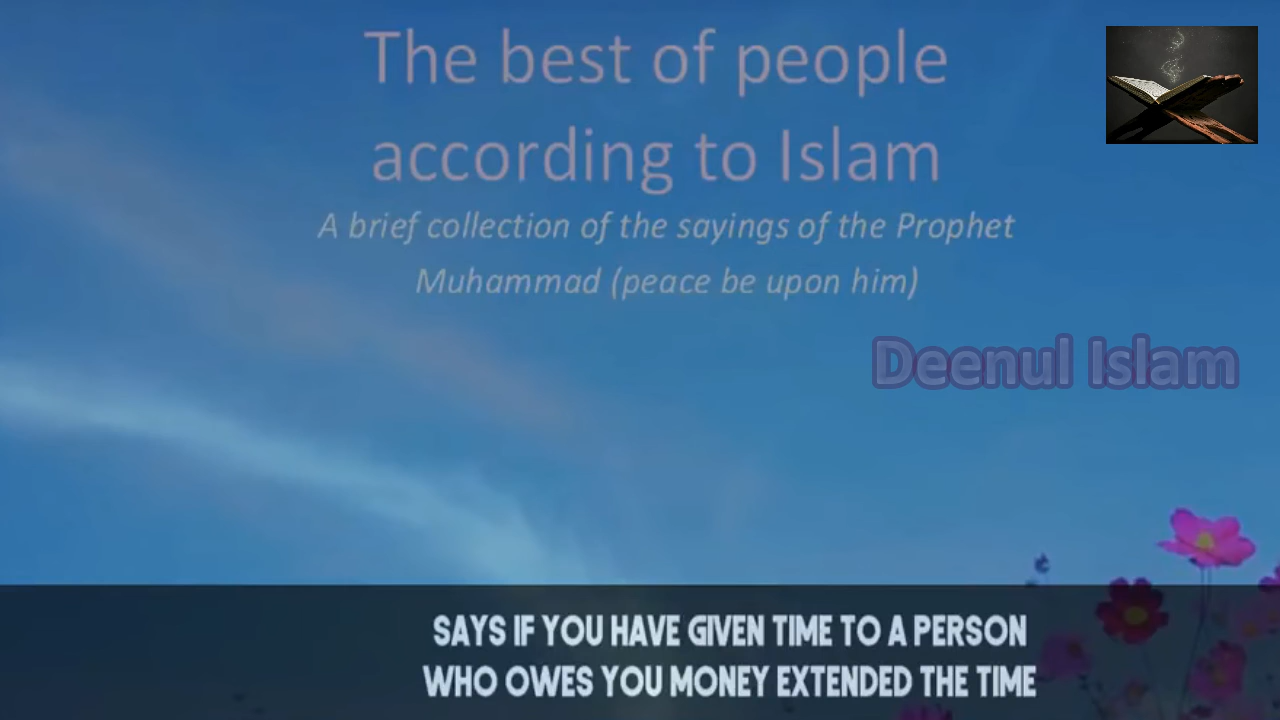 The best of people
according to Islam
A brief collection of the sayings of the Prophet
Muhammad (peace be upon him)
Deenul Islam
SAYS IF YOU HAVE GIVEN TIME TO A PERSON
WHO OWES YOU MONEY EXTENDED THE TIME